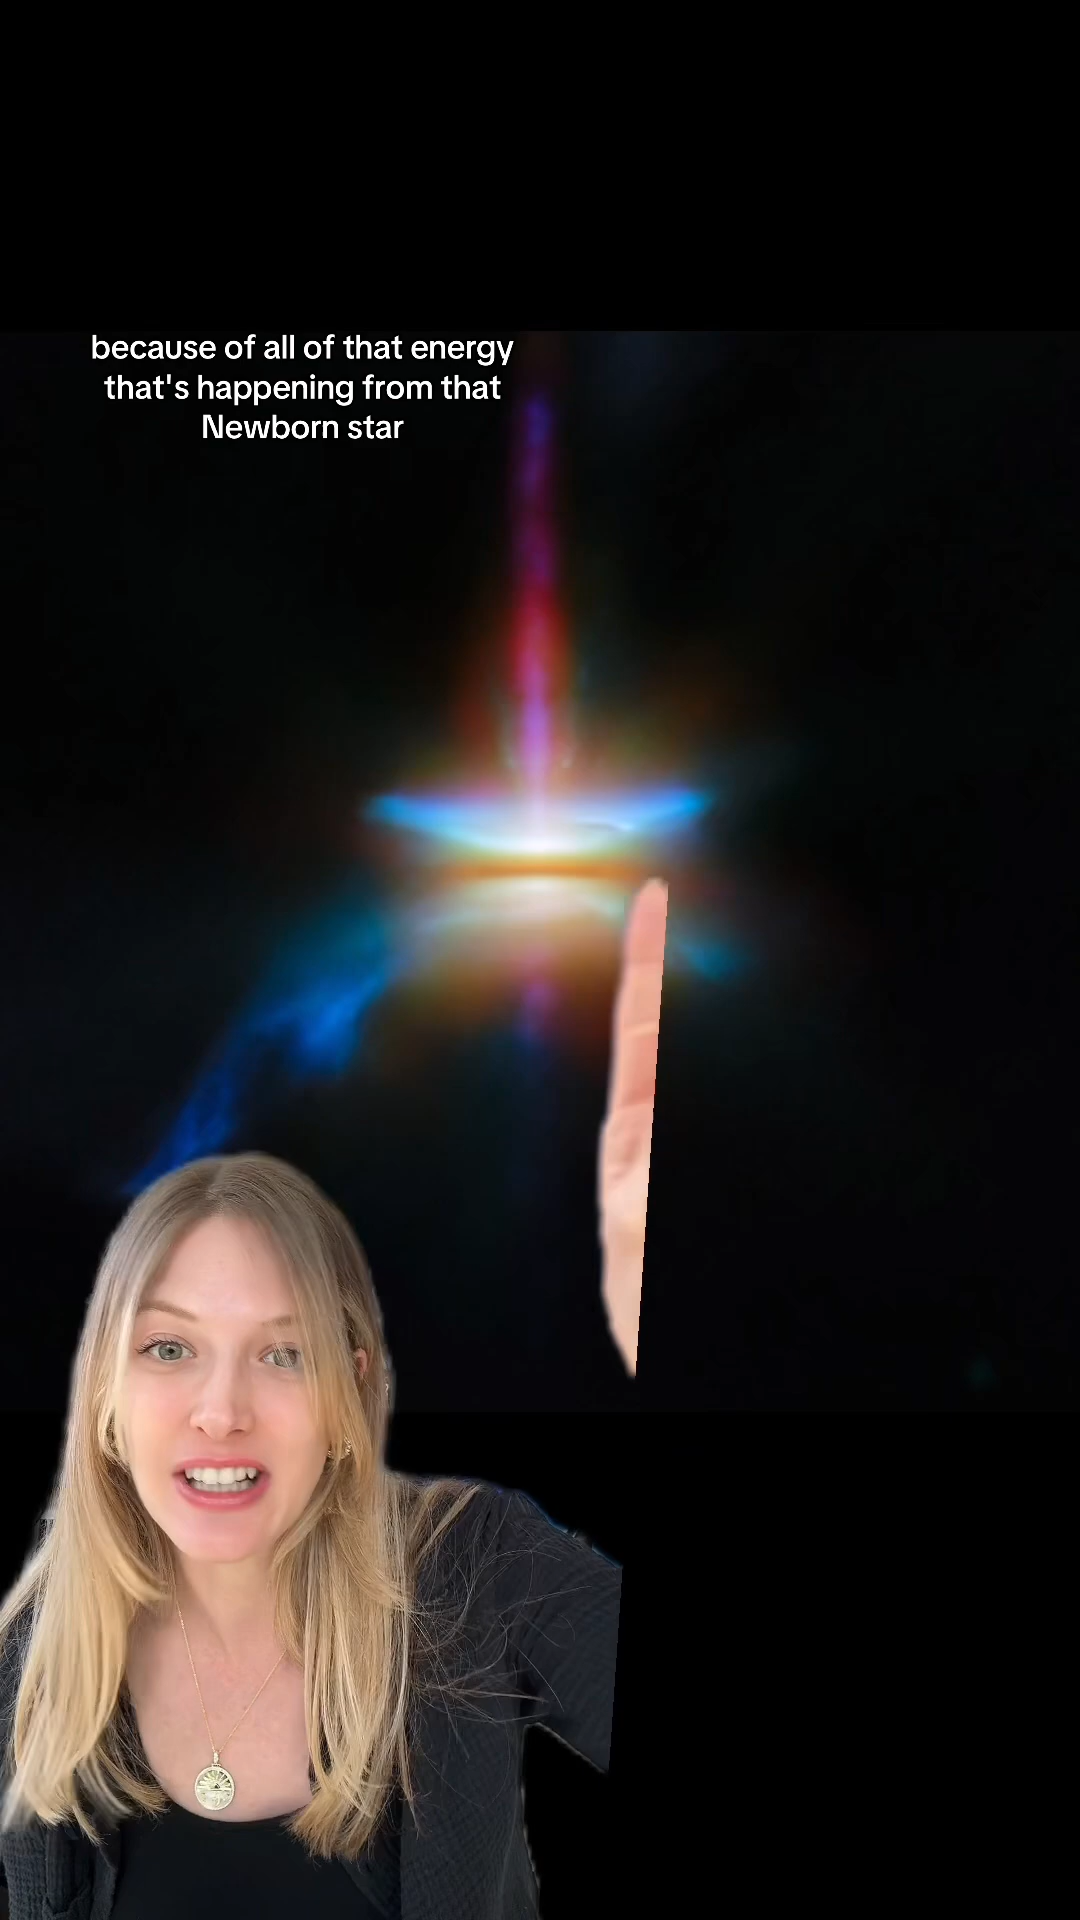 because of all of that energy
that's happening from that
Newborn star